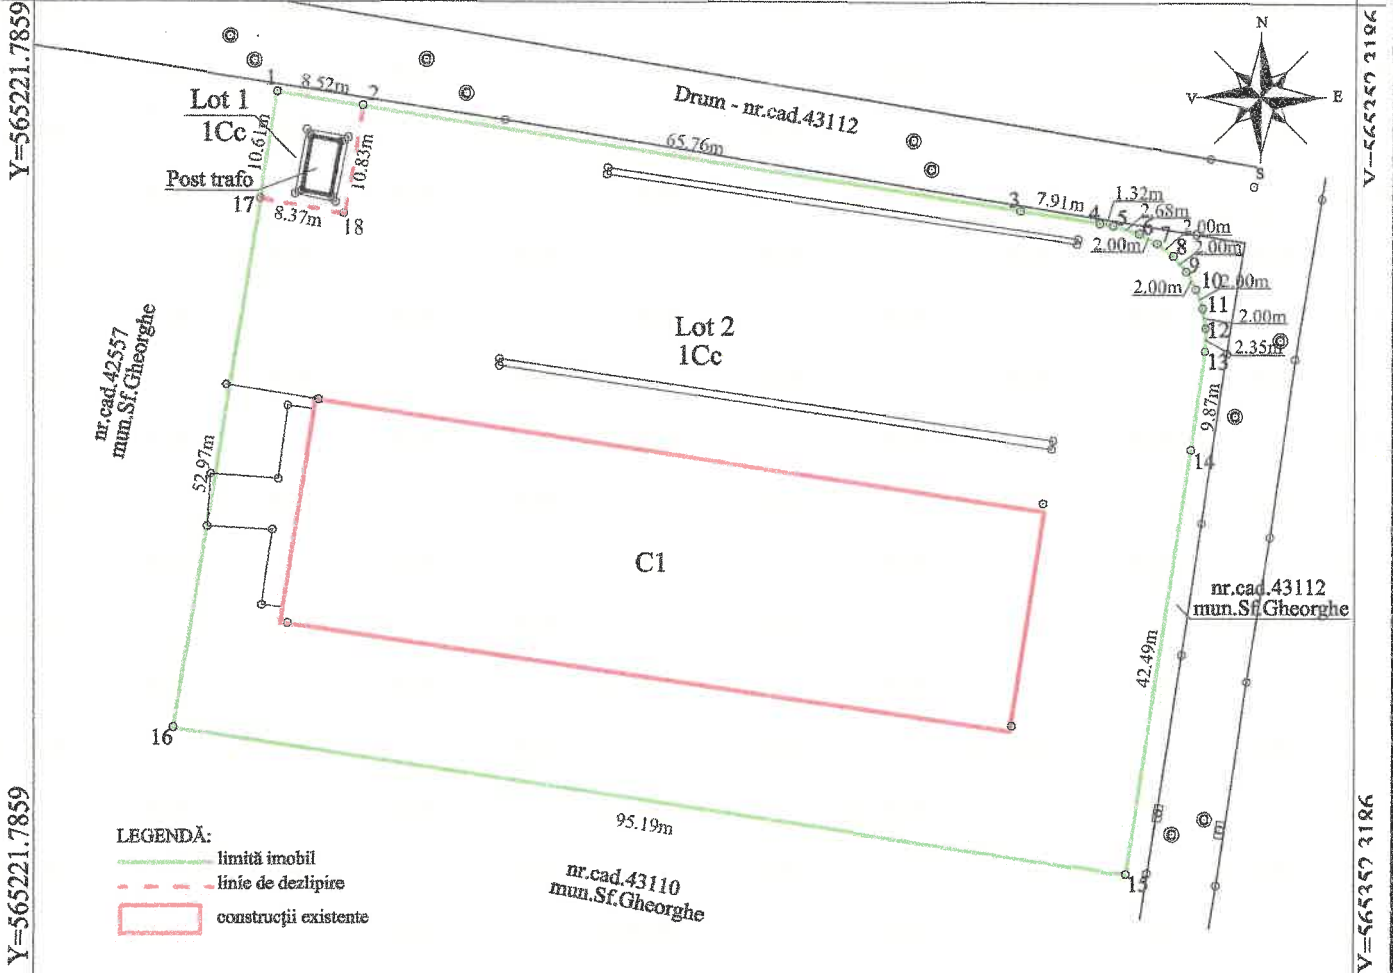 Y=565221.7859
N
V
E
S
1
8.52m
2
Lot 1
1Cc
10.61m
10.83m
Post trafo
17
8.37m
18
Drum - nr.cad.43112
65.76m
3
7.91m
4
1.32m
5
2.68m
6
2.00m
7
2.00m
8
2.00m
9
2.00m
10
2.00m
11
2.00m
12
2.35m
13
9.87m
14
Lot 2
1Cc
nr.cad.42557
mun.Sf.Gheorghe
52.97m
C1
nr.cad.43112
mun.Sf.Gheorghe
42.49m
16
95.19m
15
nr.cad.43110
mun.Sf.Gheorghe
LEGENDĂ:
limită imobil
linie de dezlipire
construcții existente
Y=565221.7859